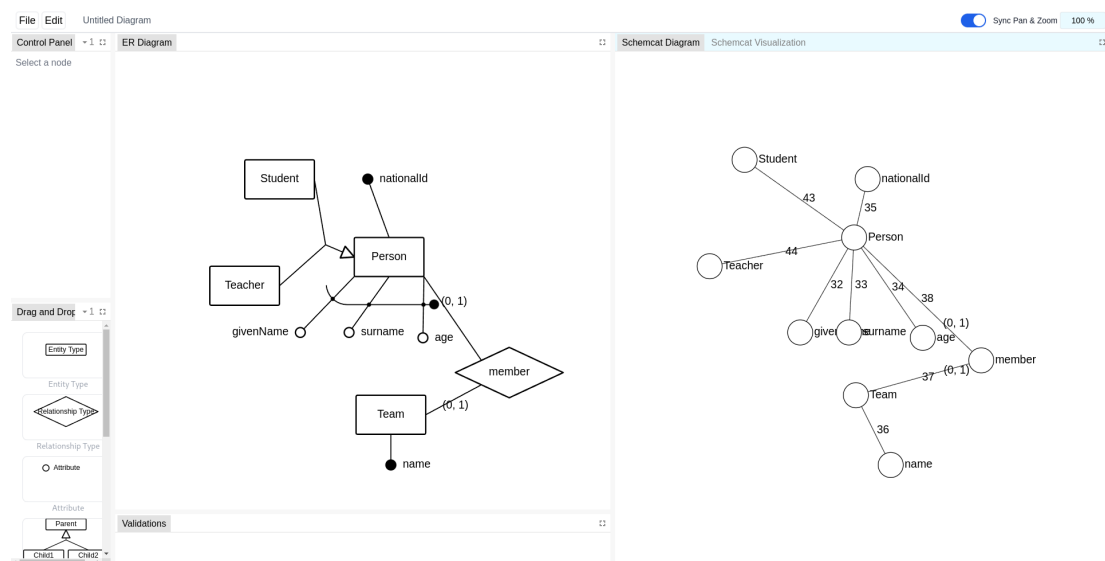 File Edit Untitled Diagram Sync Pan & Zoom 100 %
Control Panel 1
Select a node
Drag and Drop 1
Entity Type
Entity Type
Relationship Type
Relationship Type
Attribute
Attribute
Parent
Child1 Child2
ER Diagram
Student
nationalId
Person
Teacher
(0, 1)
givenName
surname
age
member
Team
(0, 1)
name
Validations
Schemcat Diagram Schemcat Visualization
Student
nationalId
43
35
Person
44
Teacher
32
33
34
38
(0, 1)
surname
age
member
(0, 1)
37
Team
36
name